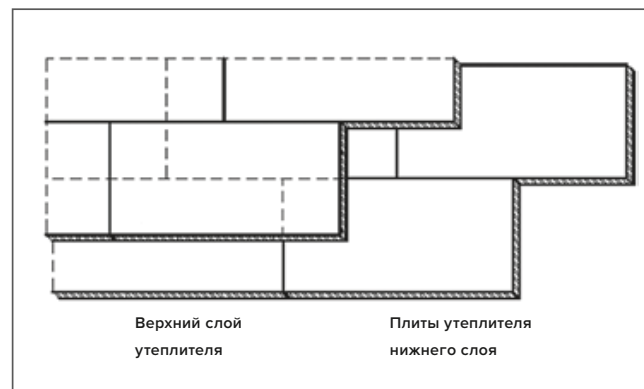 Верхний слой
утеплителя
Плиты утеплителя
нижнего слоя